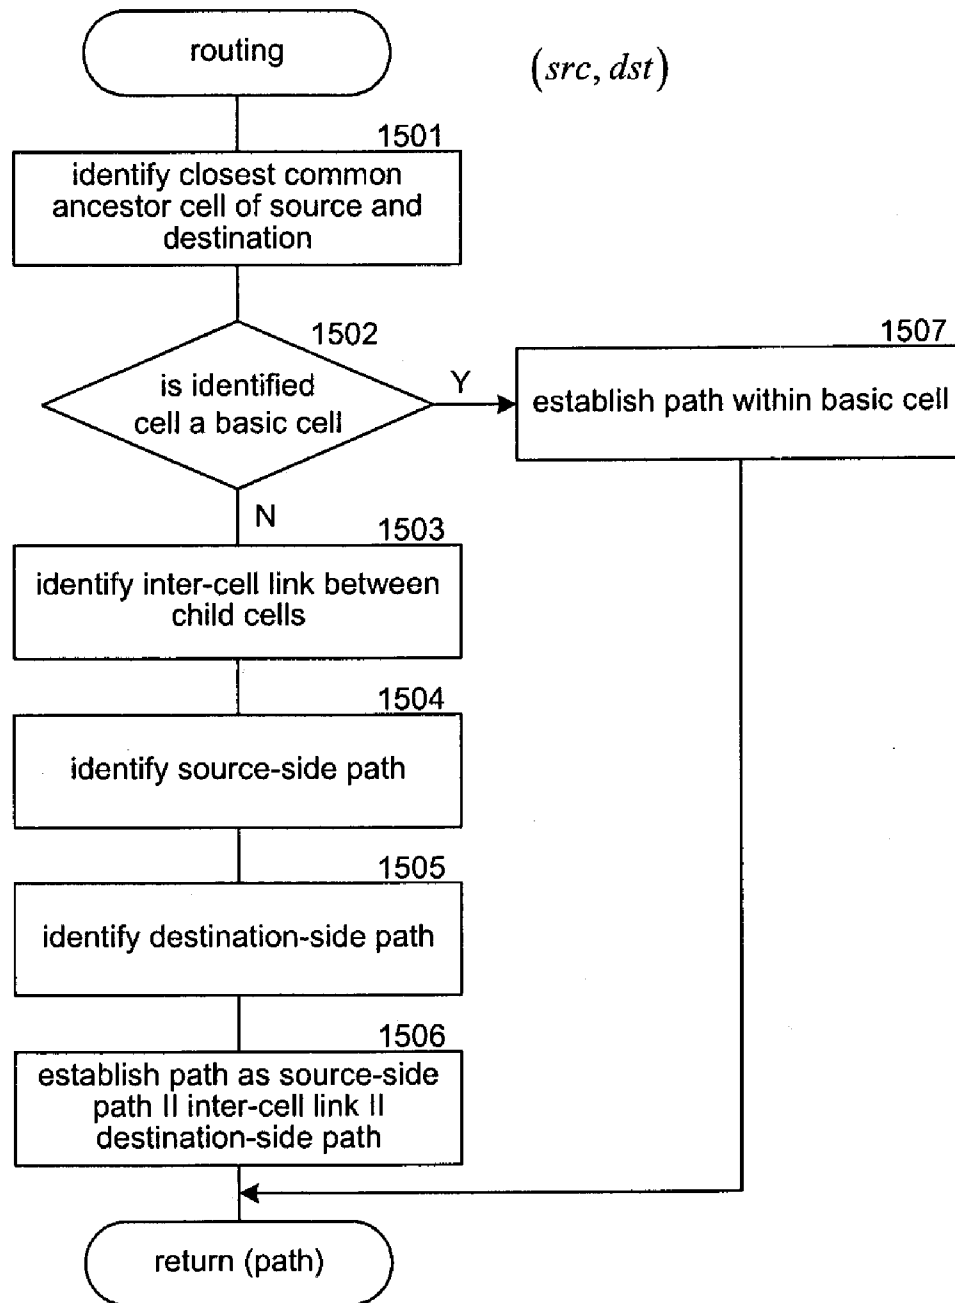 routing
(src, dst)
1501
identify closest common
ancestor cell of source and
destination
1502
is identified
cell a basic cell
Y
1507
establish path within basic cell
N
1503
identify inter-cell link between
child cells
1504
identify source-side path
1505
identify destination-side path
1506
establish path as source-side
path II inter-cell link II
destination-side path
return (path)